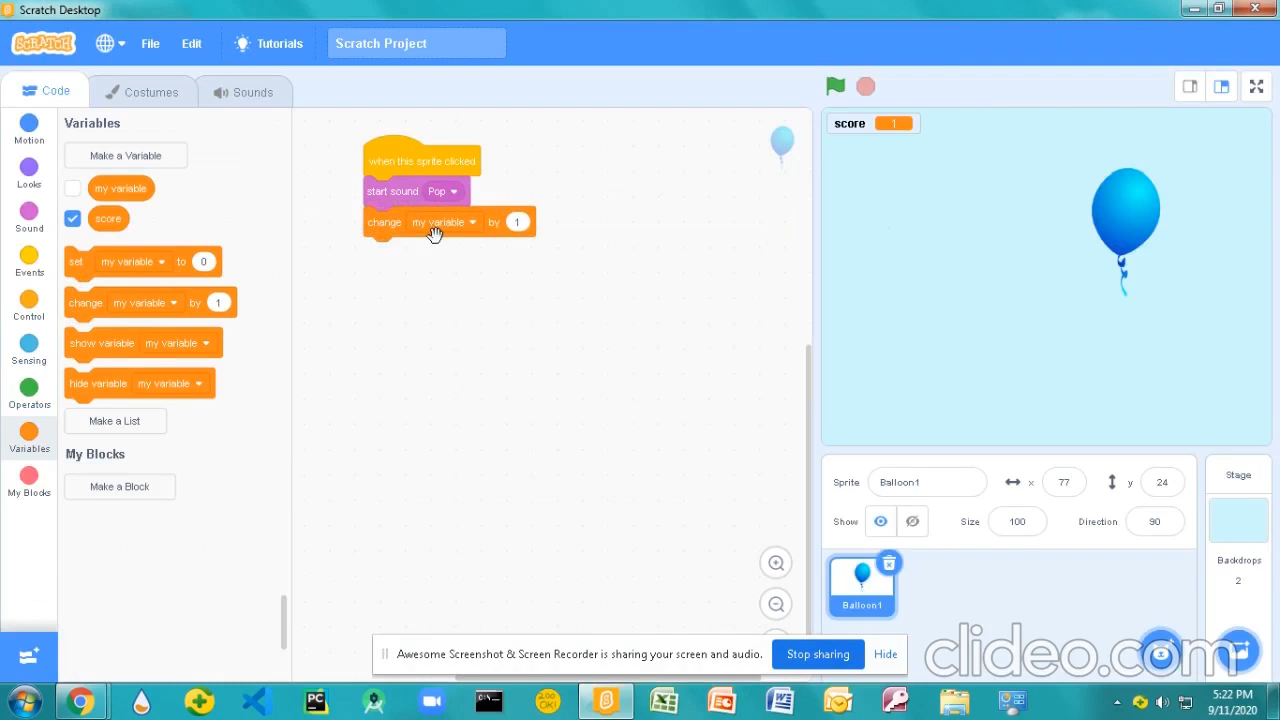 Scratch Desktop
SCRATCH
File
Edit
Tutorials
Scratch Project
Code
Costumes
Sounds
Motion
Looks
Sound
Events
Control
Sensing
Operators
Variables
My Blocks
Variables
Make a Variable
my variable
score
set my variable to 0
change my variable by 1
show variable my variable
hide variable my variable
Make a List
My Blocks
Make a Block
when this sprite clicked
start sound Pop
change my variable by 1
score 1
Sprite Balloon1 x 77 y 24
Show Size 100 Direction 90
Balloon1
Stage
Backdrops
2
Awesome Screenshot & Screen Recorder is sharing your screen and audio.
Stop sharing
Hide
clideo.com
PC
200 OK!
5:22 PM
9/11/2020